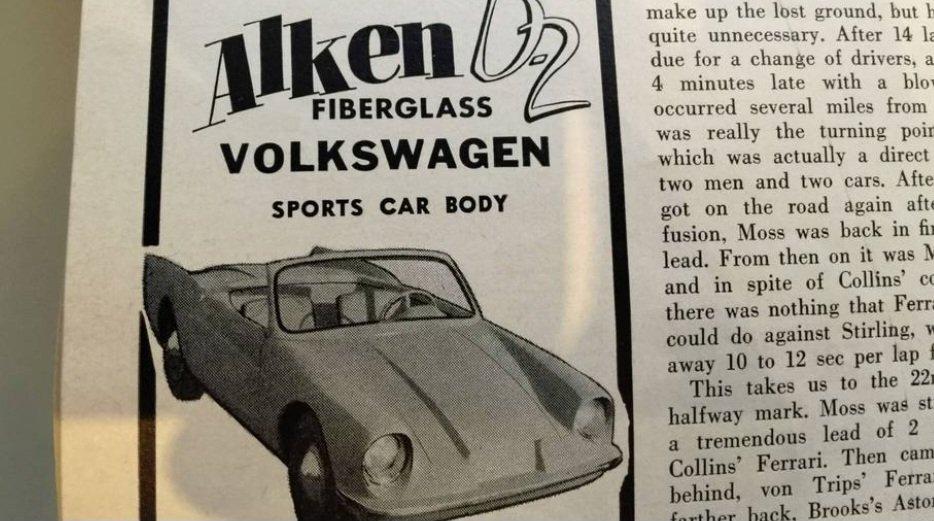 Alken D-2
FIBERGLASS
VOLKSWAGEN
SPORTS CAR BODY
make up the lost ground, but
quite unnecessary. After 14
due for a change of drivers,
4 minutes late with a
occurred several miles from
was really the turning
which was actually a direct
two men and two cars.
got on the road again
fusion, Moss was back in
lead. From then on it was
and in spite of Collins'
there was nothing that
could do against Stirling,
away 10 to 12 sec per lap
This takes us to the
halfway mark. Moss was
a tremendous lead of 2
Collins' Ferrari. Then
behind, von Trips'
farther back, Brooks's